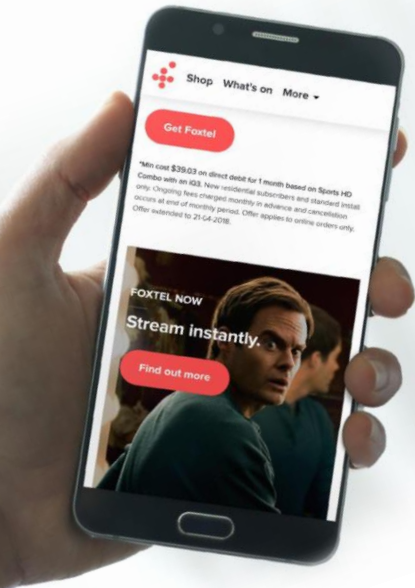 Shop What's on More
Get Foxtel
*Min cost $39.03 on direct debit for 1 month based on Sports HD
Combo with an iQ3. New residential subscribers and standard install
only. Ongoing fees charged monthly in advance and cancellation
occurs at end of monthly period. Offer applies to online orders only.
Offer extended to 21-04-2018.
FOXTEL NOW
Stream instantly.
Find out more